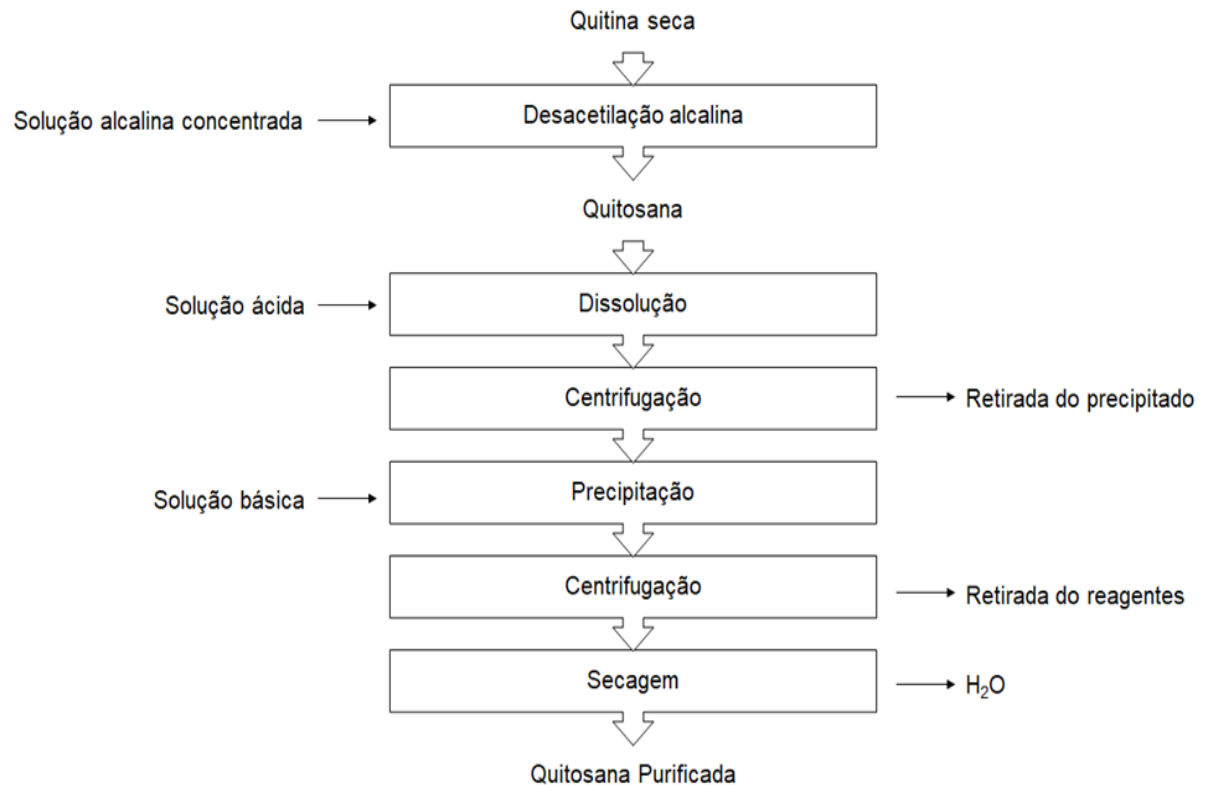 Quitina seca
Solução alcalina concentrada
Desacetilação alcalina
Quitosana
Solução ácida
Dissolução
Centrifugação
Retirada do precipitado
Solução básica
Precipitação
Centrifugação
Retirada do reagentes
Secagem
H₂O
Quitosana Purificada